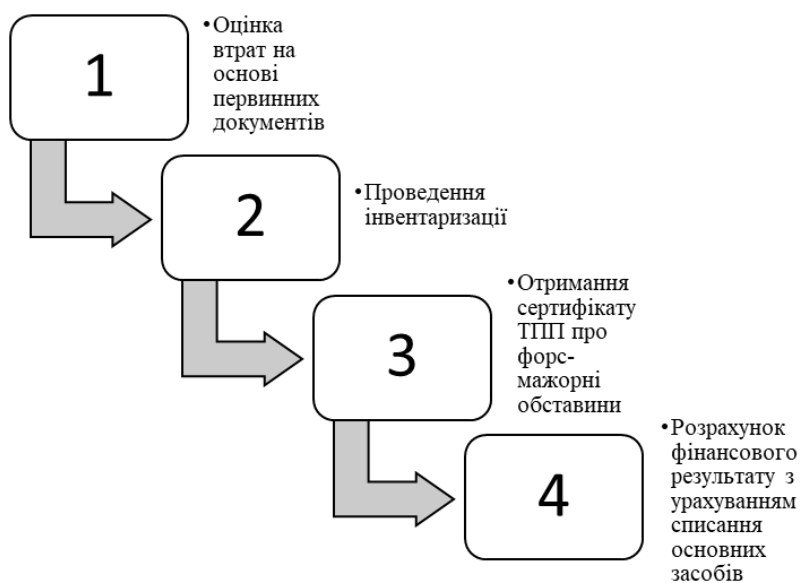 1
•Оцінка
втрат на
основі
первинних
документів
2
•Проведення
інвентаризації
3
•Отримання
сертифікату
ТПП про
форс-
мажорні
обставини
4
•Розрахунок
фінансового
результату з
урахуванням
списання
основних
засобів